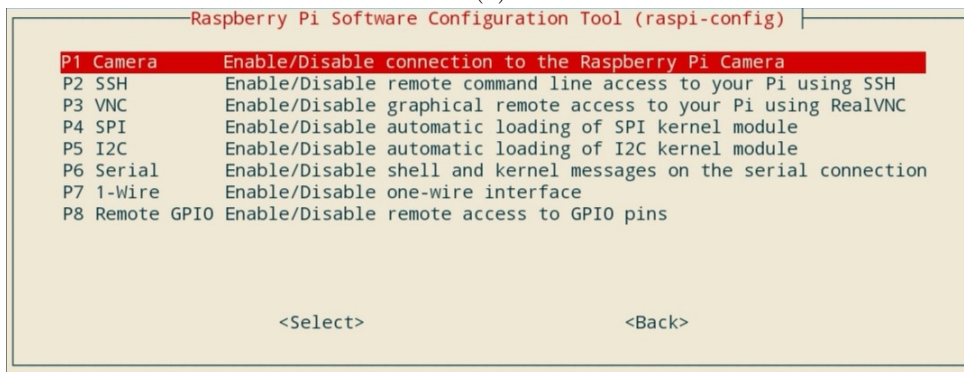 Raspberry Pi Software Configuration Tool (raspi-config)
P1 Camera Enable/Disable connection to the Raspberry Pi Camera
P2 SSH Enable/Disable remote command line access to your Pi using SSH
P3 VNC Enable/Disable graphical remote access to your Pi using RealVNC
P4 SPI Enable/Disable automatic loading of SPI kernel module
P5 I2C Enable/Disable automatic loading of I2C kernel module
P6 Serial Enable/Disable shell and kernel messages on the serial connection
P7 1-Wire Enable/Disable one-wire interface
P8 Remote GPIO Enable/Disable remote access to GPIO pins
<Select> <Back>